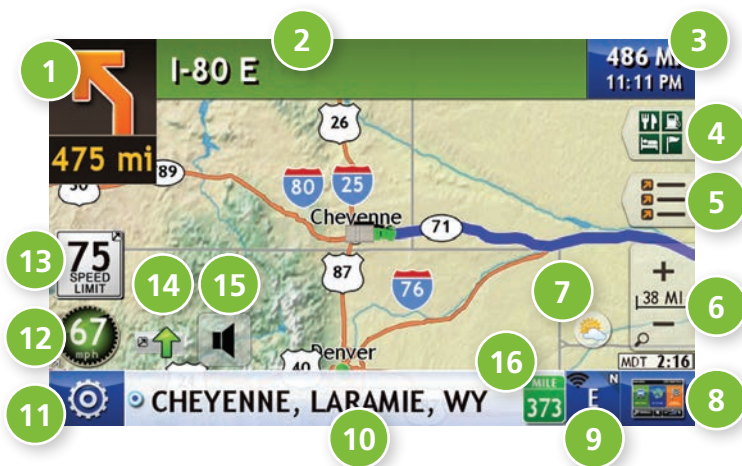 1
2
3
I-80 E
486 MI
11:11 PM
475 mi
26
4
89
80
25
5
Cheyenne
71
13
75
SPEED
LIMIT
14
15
87
76
7
+
38 MI
−
6
12
67
mph
Denver
40
16
MDT 2:16
11
CHEYENNE, LARAMIE, WY
MILE
373
E
N
8
10
9